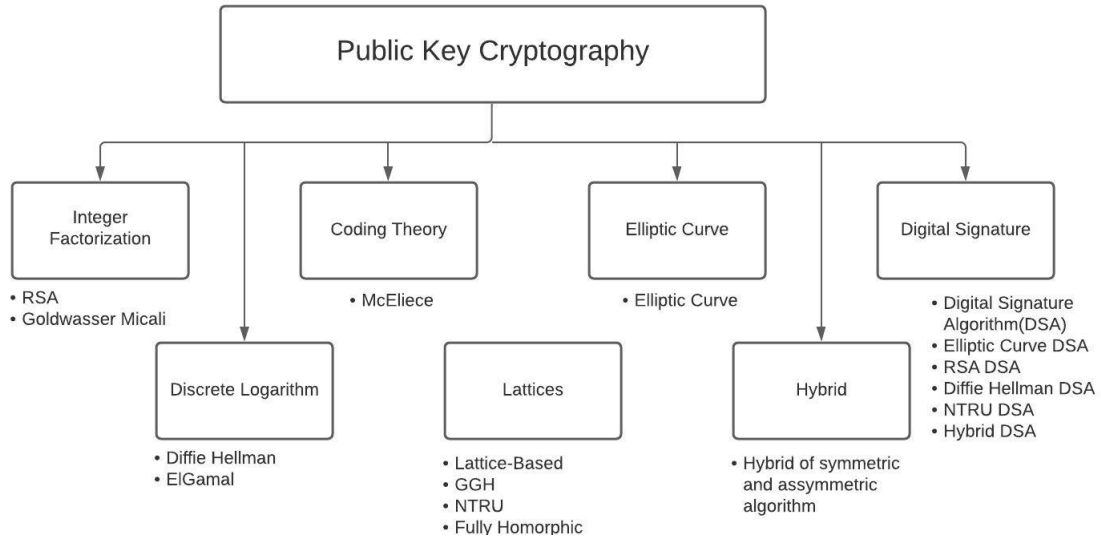 Public Key Cryptography
Integer
Factorization
• RSA
• Goldwasser Micali
Discrete Logarithm
• Diffie Hellman
• ElGamal
Coding Theory
• McEliece
Lattices
• Lattice-Based
• GGH
• NTRU
• Fully Homorphic
Elliptic Curve
• Elliptic Curve
Hybrid
• Hybrid of symmetric
and assymmetric
algorithm
Digital Signature
• Digital Signature
Algorithm(DSA)
• Elliptic Curve DSA
• RSA DSA
• Diffie Hellman DSA
• NTRU DSA
• Hybrid DSA